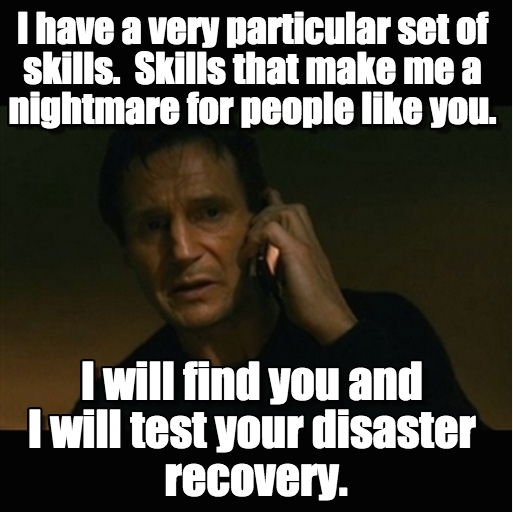 I have a very particular set of
skills.  Skills that make me a
nightmare for people like you.
I will find you and
I will test your disaster
recovery.